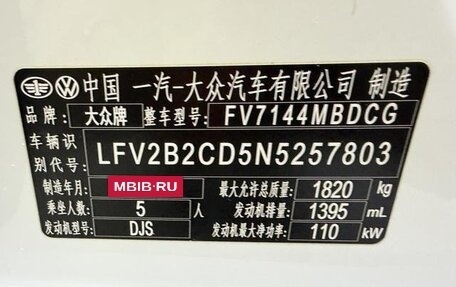 中国 一汽-大众汽车有限公司 制造
品牌: 大众牌 整车型号: FV7144MBDCG
车辆识别代号: LFV2B2CD5N5257803
制造年月: MBIB·RU 最大允许总质量: 1820 kg
乘坐人数: 5 人 发动机排量: 1395 mL
发动机型号: DJS 发动机最大净功率: 110 kW